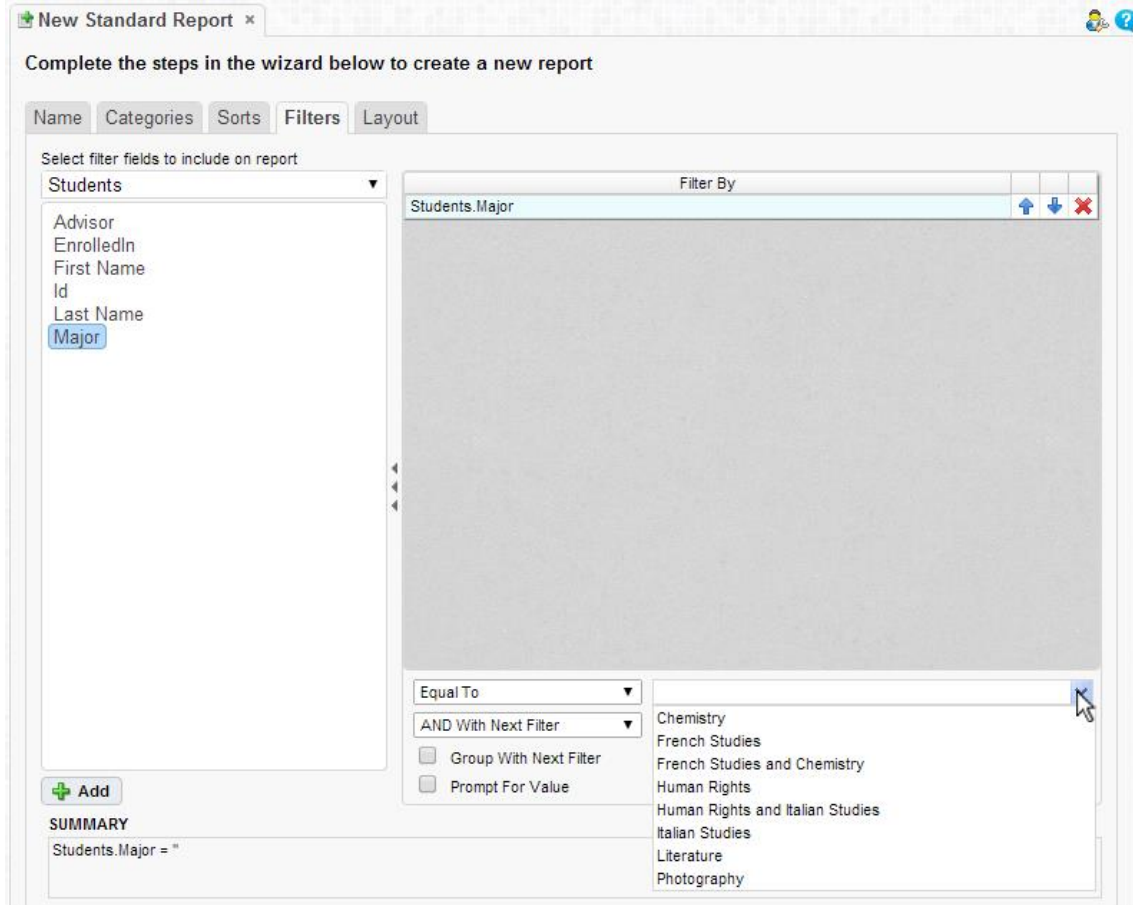 New Standard Report ×
Complete the steps in the wizard below to create a new report
Name Categories Sorts Filters Layout
Select filter fields to include on report
Students
Filter By
Students.Major
Advisor
EnrolledIn
First Name
Id
Last Name
Major
Equal To
AND With Next Filter
Group With Next Filter
Prompt For Value
Chemistry
French Studies
French Studies and Chemistry
Human Rights
Human Rights and Italian Studies
Italian Studies
Literature
Photography
Add
SUMMARY
Students.Major = ''